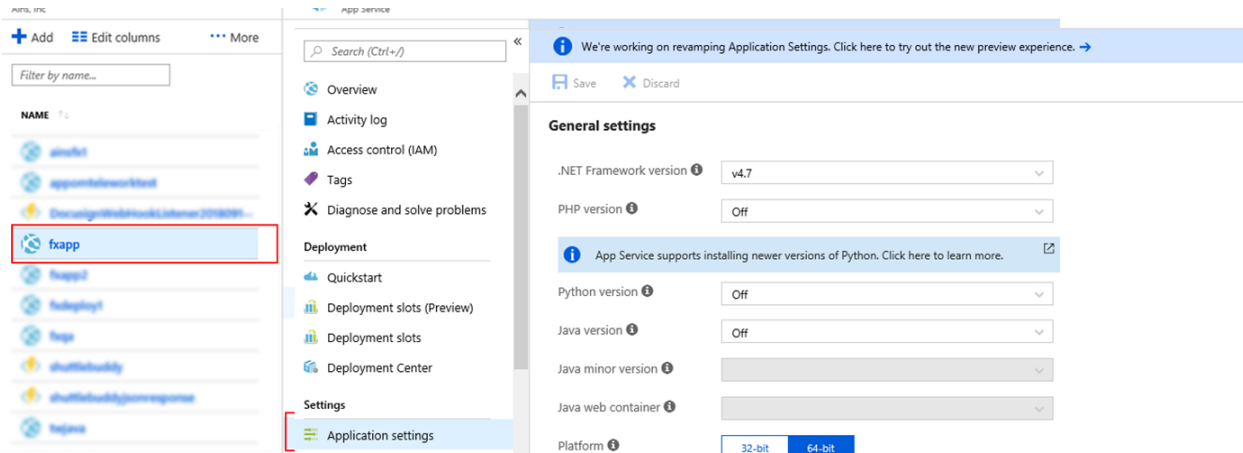 Ains, Inc
Add Edit columns More
Filter by name...
NAME
fxapp
App Service
Search (Ctrl+/)
Overview
Activity log
Access control (IAM)
Tags
Diagnose and solve problems
Deployment
Quickstart
Deployment slots (Preview)
Deployment slots
Deployment Center
Settings
Application settings
We're working on revamping Application Settings. Click here to try out the new preview experience.
Save Discard
General settings
.NET Framework version v4.7
PHP version Off
App Service supports installing newer versions of Python. Click here to learn more.
Python version Off
Java version Off
Java minor version
Java web container
Platform 32-bit 64-bit